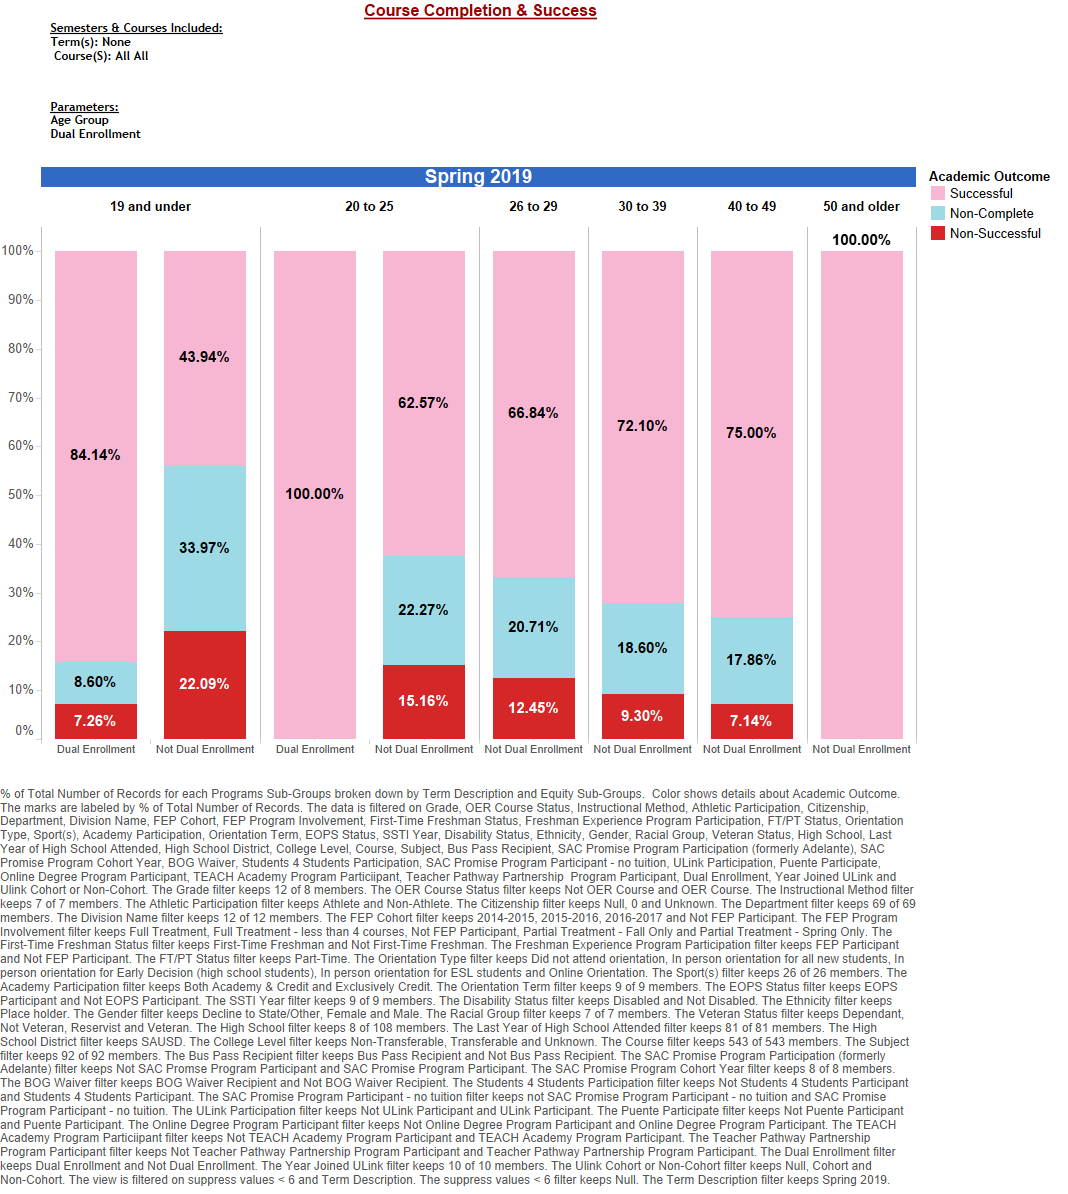 Course Completion & Success
Semesters & Courses Included:
Term(s): None
Course(S): All All
Parameters:
Age Group
Dual Enrollment
Spring 2019
Academic Outcome
Successful
Non-Complete
Non-Successful
19 and under
20 to 25
26 to 29
30 to 39
40 to 49
50 and older
100%
90%
80%
70%
60%
50%
40%
30%
20%
10%
0%
84.14%
8.60%
7.26%
43.94%
33.97%
22.09%
100.00%
62.57%
22.27%
15.16%
66.84%
20.71%
12.45%
72.10%
18.60%
9.30%
75.00%
17.86%
7.14%
100.00%
Dual Enrollment
Not Dual Enrollment
Dual Enrollment
Not Dual Enrollment
Not Dual Enrollment
Not Dual Enrollment
Not Dual Enrollment
Not Dual Enrollment
% of Total Number of Records for each Programs Sub-Groups broken down by Term Description and Equity Sub-Groups.  Color shows details about Academic Outcome.
The marks are labeled by % of Total Number of Records. The data is filtered on Grade, OER Course Status, Instructional Method, Athletic Participation, Citizenship,
Department, Division Name, FEP Cohort, FEP Program Involvement, First-Time Freshman Status, Freshman Experience Program Participation, FT/PT Status, Orientation
Type, Sport(s), Academy Participation, Orientation Term, EOPS Status, SSTI Year, Disability Status, Ethnicity, Gender, Racial Group, Veteran Status, High School, Last
Year of High School Attended, High School District, College Level, Course, Subject, Bus Pass Recipient, SAC Promise Program Participation (formerly Adelante), SAC
Promise Program Cohort Year, BOG Waiver, Students 4 Students Participation, SAC Promise Program Participant - no tuition, ULink Participation, Puente Participate,
Online Degree Program Participant, TEACH Academy Program Particiipant, Teacher Pathway Partnership  Program Participant, Dual Enrollment, Year Joined ULink and
Ulink Cohort or Non-Cohort. The Grade filter keeps 12 of 8 members. The OER Course Status filter keeps Not OER Course and OER Course. The Instructional Method filter
keeps 7 of 7 members. The Athletic Participation filter keeps Athlete and Non-Athlete. The Citizenship filter keeps Null, 0 and Unknown. The Department filter keeps 69 of 69
members. The Division Name filter keeps 12 of 12 members. The FEP Cohort filter keeps 2014-2015, 2015-2016, 2016-2017 and Not FEP Participant. The FEP Program
Involvement filter keeps Full Treatment, Full Treatment - less than 4 courses, Not FEP Participant, Partial Treatment - Fall Only and Partial Treatment - Spring Only. The
First-Time Freshman Status filter keeps First-Time Freshman and Not First-Time Freshman. The Freshman Experience Program Participation filter keeps FEP Participant
and Not FEP Participant. The FT/PT Status filter keeps Part-Time. The Orientation Type filter keeps Did not attend orientation, In person orientation for all new students, In
person orientation for Early Decision (high school students), In person orientation for ESL students and Online Orientation. The Sport(s) filter keeps 26 of 26 members. The
Academy Participation filter keeps Both Academy & Credit and Exclusively Credit. The Orientation Term filter keeps 9 of 9 members. The EOPS Status filter keeps EOPS
Participant and Not EOPS Participant. The SSTI Year filter keeps 9 of 9 members. The Disability Status filter keeps Disabled and Not Disabled. The Ethnicity filter keeps
Place holder. The Gender filter keeps Decline to State/Other, Female and Male. The Racial Group filter keeps 7 of 7 members. The Veteran Status filter keeps Dependant,
Not Veteran, Reservist and Veteran. The High School filter keeps 8 of 108 members. The Last Year of High School Attended filter keeps 81 of 81 members. The High
School District filter keeps SAUSD. The College Level filter keeps Non-Transferable, Transferable and Unknown. The Course filter keeps 543 of 543 members. The Subject
filter keeps 92 of 92 members. The Bus Pass Recipient filter keeps Bus Pass Recipient and Not Bus Pass Recipient. The SAC Promise Program Participation (formerly
Adelante) filter keeps Not SAC Promse Program Participant and SAC Promise Program Participant. The SAC Promise Program Cohort Year filter keeps 8 of 8 members.
The BOG Waiver filter keeps BOG Waiver Recipient and Not BOG Waiver Recipient. The Students 4 Students Participation filter keeps Not Students 4 Students Participant
and Students 4 Students Participant. The SAC Promise Program Participant - no tuition filter keeps not SAC Promise Program Participant - no tuition and SAC Promise
Program Participant - no tuition. The ULink Participation filter keeps Not ULink Participant and ULink Participant. The Puente Participate filter keeps Not Puente Participant
and Puente Participant. The Online Degree Program Participant filter keeps Not Online Degree Program Participant and Online Degree Program Participant. The TEACH
Academy Program Particiipant filter keeps Not TEACH Academy Program Participant and TEACH Academy Program Participant. The Teacher Pathway Partnership
Program Participant filter keeps Not Teacher Pathway Partnership Program Participant and Teacher Pathway Partnership Program Participant. The Dual Enrollment filter
keeps Dual Enrollment and Not Dual Enrollment. The Year Joined ULink filter keeps 10 of 10 members. The Ulink Cohort or Non-Cohort filter keeps Null, Cohort and
Non-Cohort. The view is filtered on suppress values < 6 and Term Description. The suppress values < 6 filter keeps Null. The Term Description filter keeps Spring 2019.